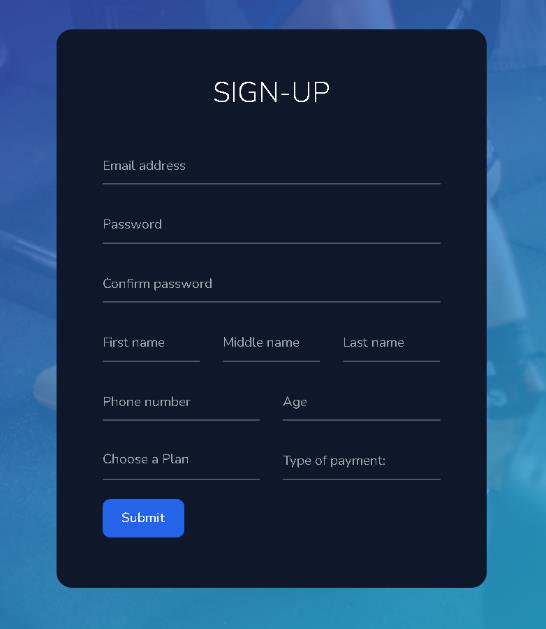 SIGN-UP
Email address
Password
Confirm password
First name Middle name Last name
Phone number Age
Choose a Plan Type of payment:
Submit